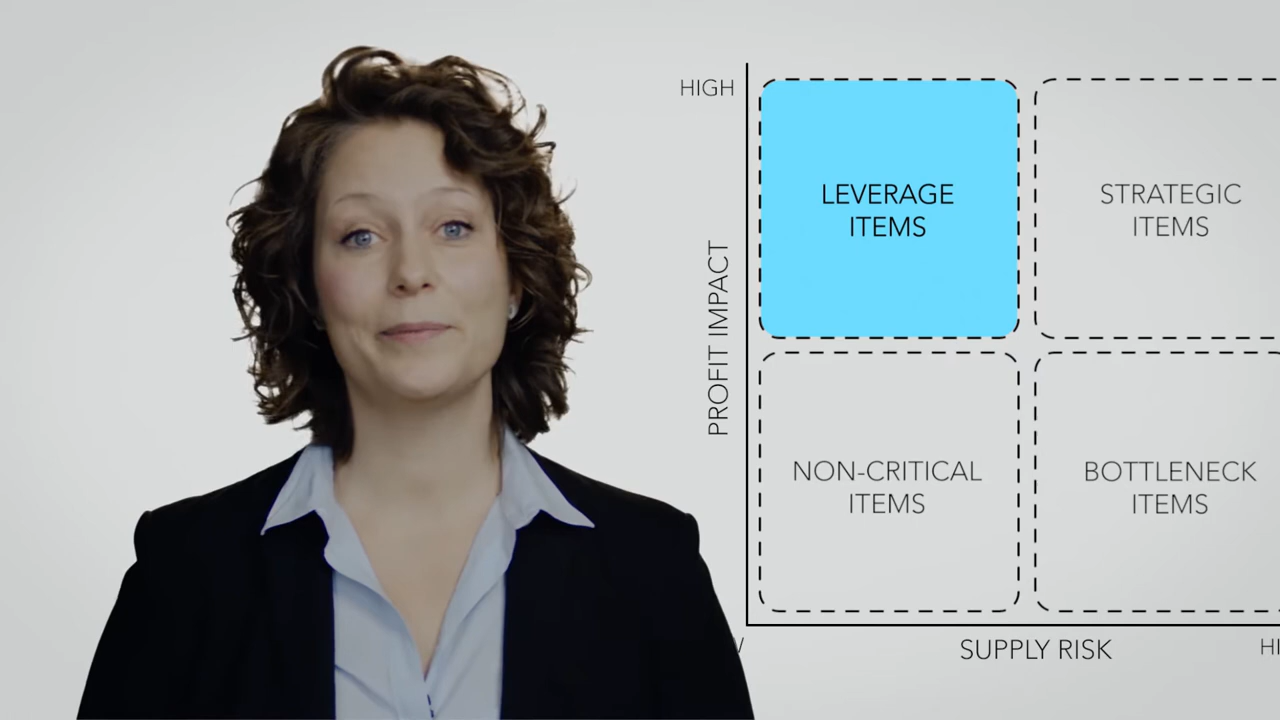 HIGH
LEVERAGE
ITEMS
STRATEGIC
ITEMS
PROFIT IMPACT
NON-CRITICAL
ITEMS
BOTTLENECK
ITEMS
SUPPLY RISK